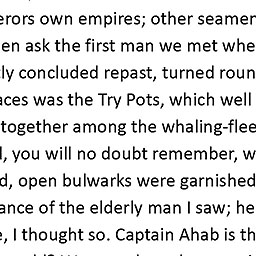 erors own empires; other seamen
en ask the first man we met whe
ly concluded repast, turned roun
aces was the Try Pots, which well
together among the whaling-flee
, you will no doubt remember, w
d, open bulwarks were garnished
ance of the elderly man I saw; he
e, I thought so. Captain Ahab is th